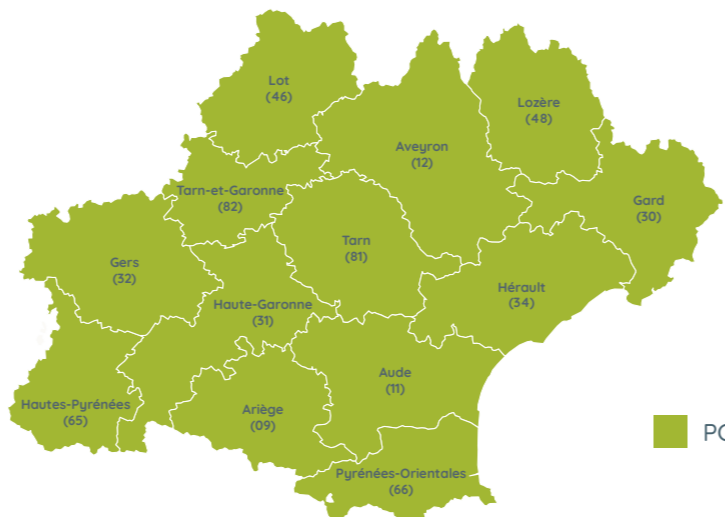 Lot
(46)
Lozère
(48)
Aveyron
(12)
Tarn-et-Garonne
(82)
Gard
(30)
Tarn
(81)
Gers
(32)
Hérault
(34)
Haute-Garonne
(31)
Aude
(11)
Hautes-Pyrénées
(65)
Ariège
(09)
Pyrénées-Orientales
(66)